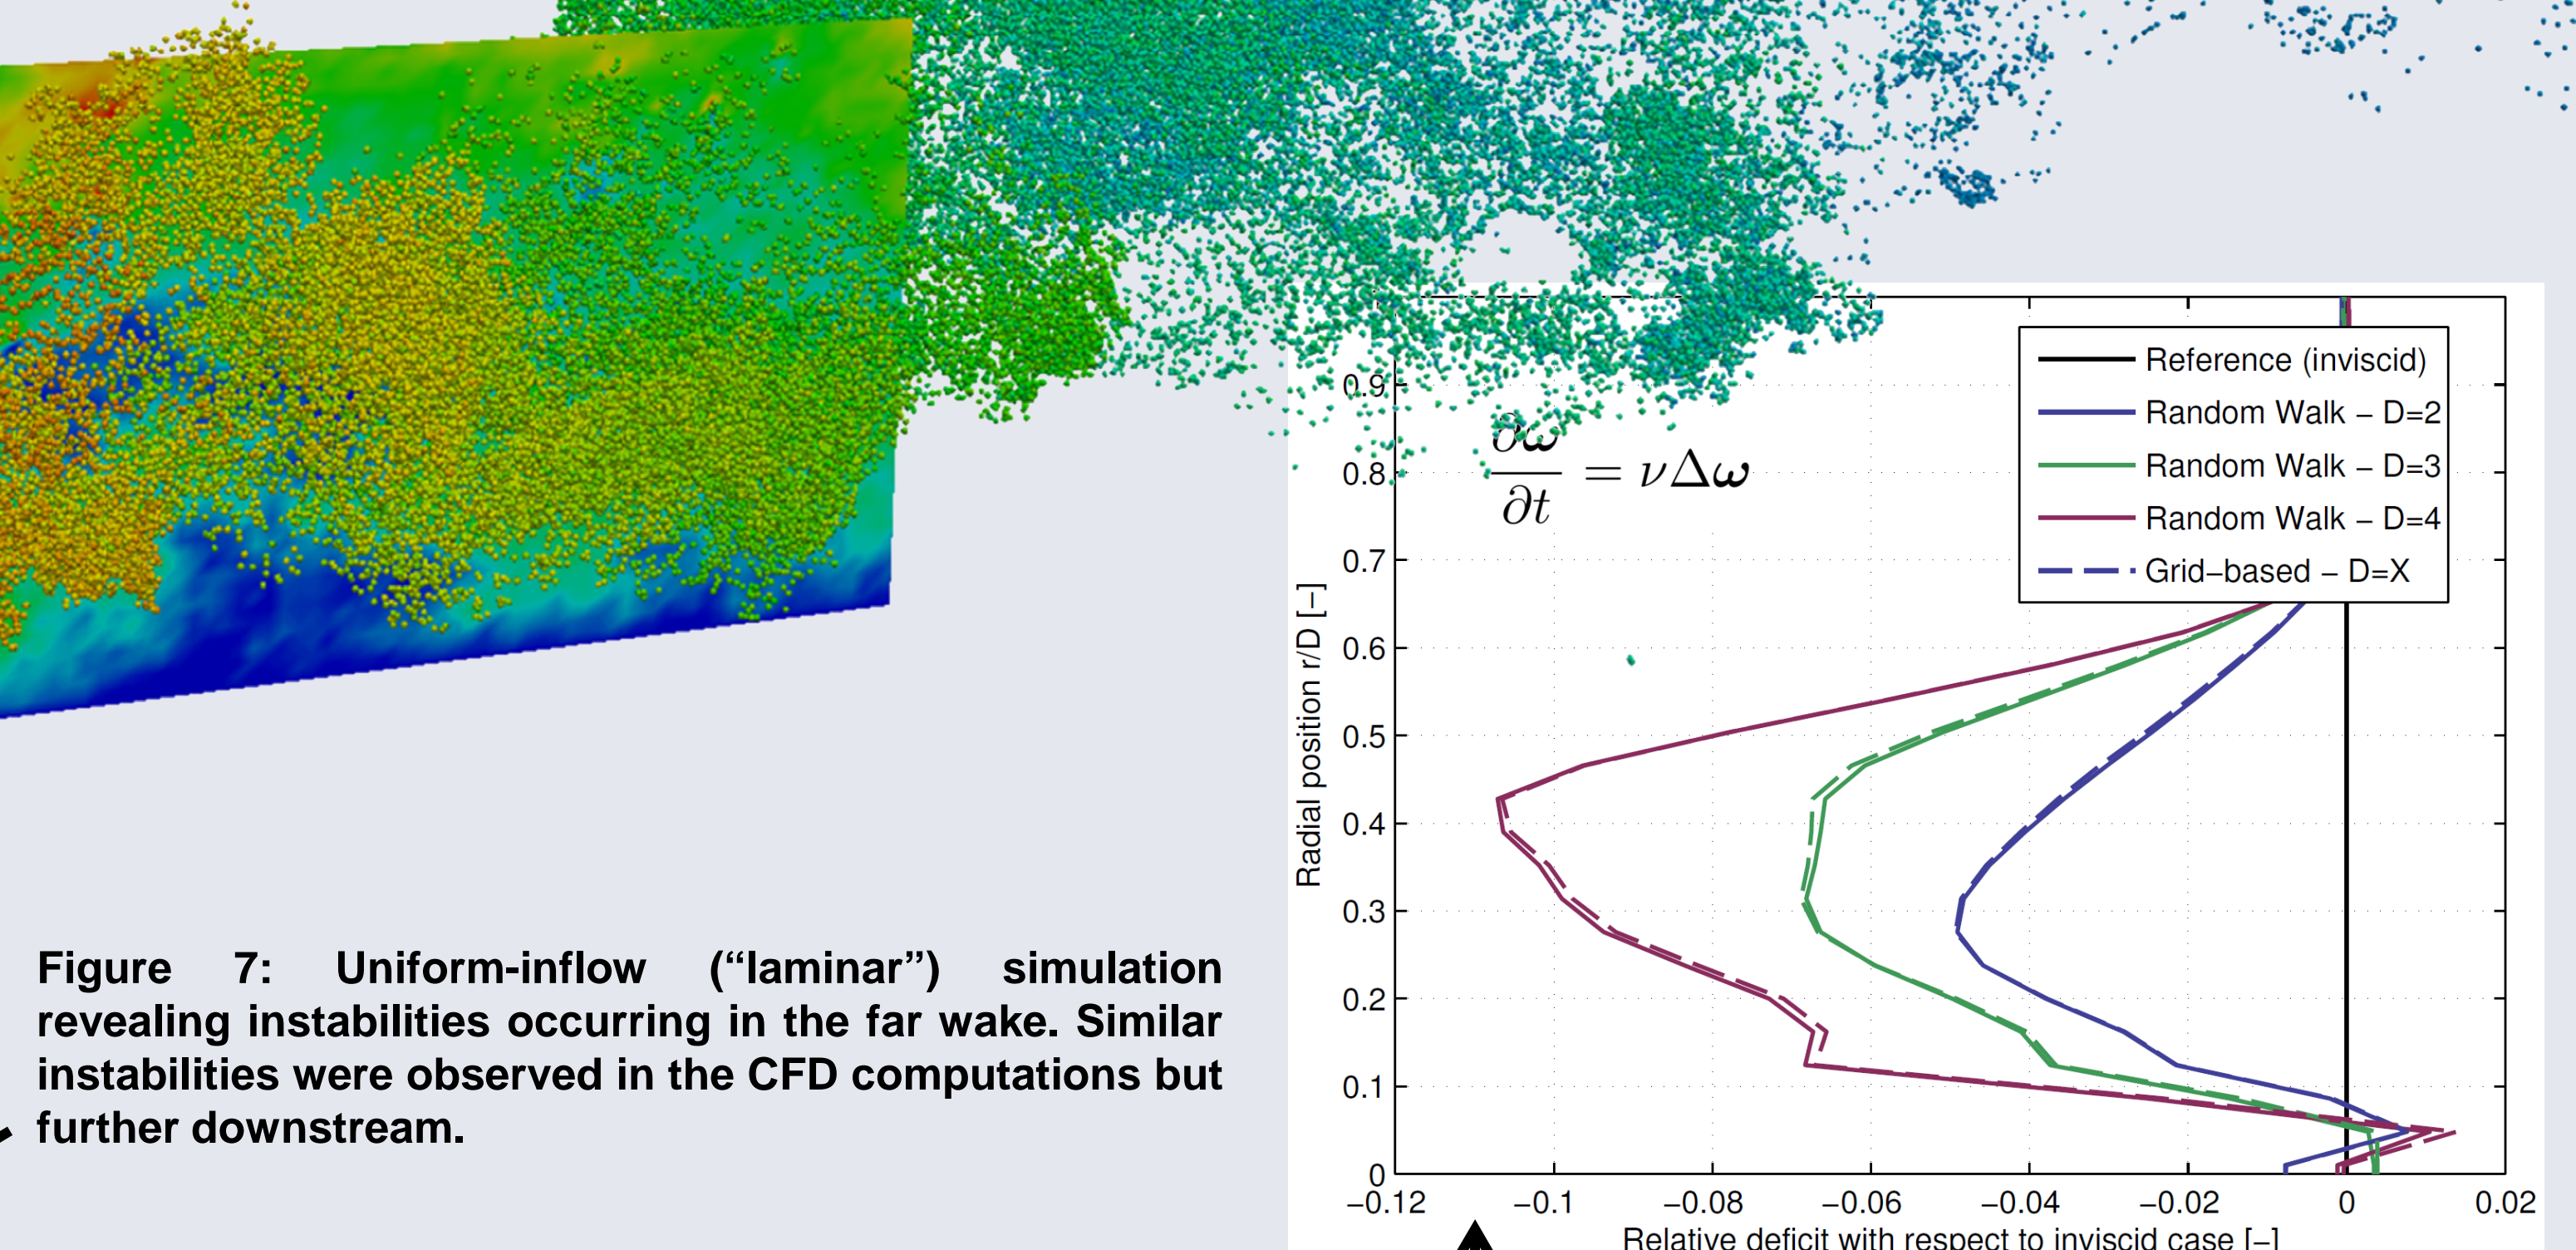 Figure 7: Uniform-inflow (“laminar”) simulation
revealing instabilities occurring in the far wake. Similar
instabilities were observed in the CFD computations but
further downstream.
Reference (inviscid)
Random Walk − D=2
Random Walk − D=3
Random Walk − D=4
Grid−based − D=X
∂ω/∂t = νΔω
Radial position r/D [−]
0.9
0.8
0.7
0.6
0.5
0.4
0.3
0.2
0.1
0
−0.12 −0.1 −0.08 −0.06 −0.04 −0.02 0 0.02
Relative deficit with respect to inviscid case [−]